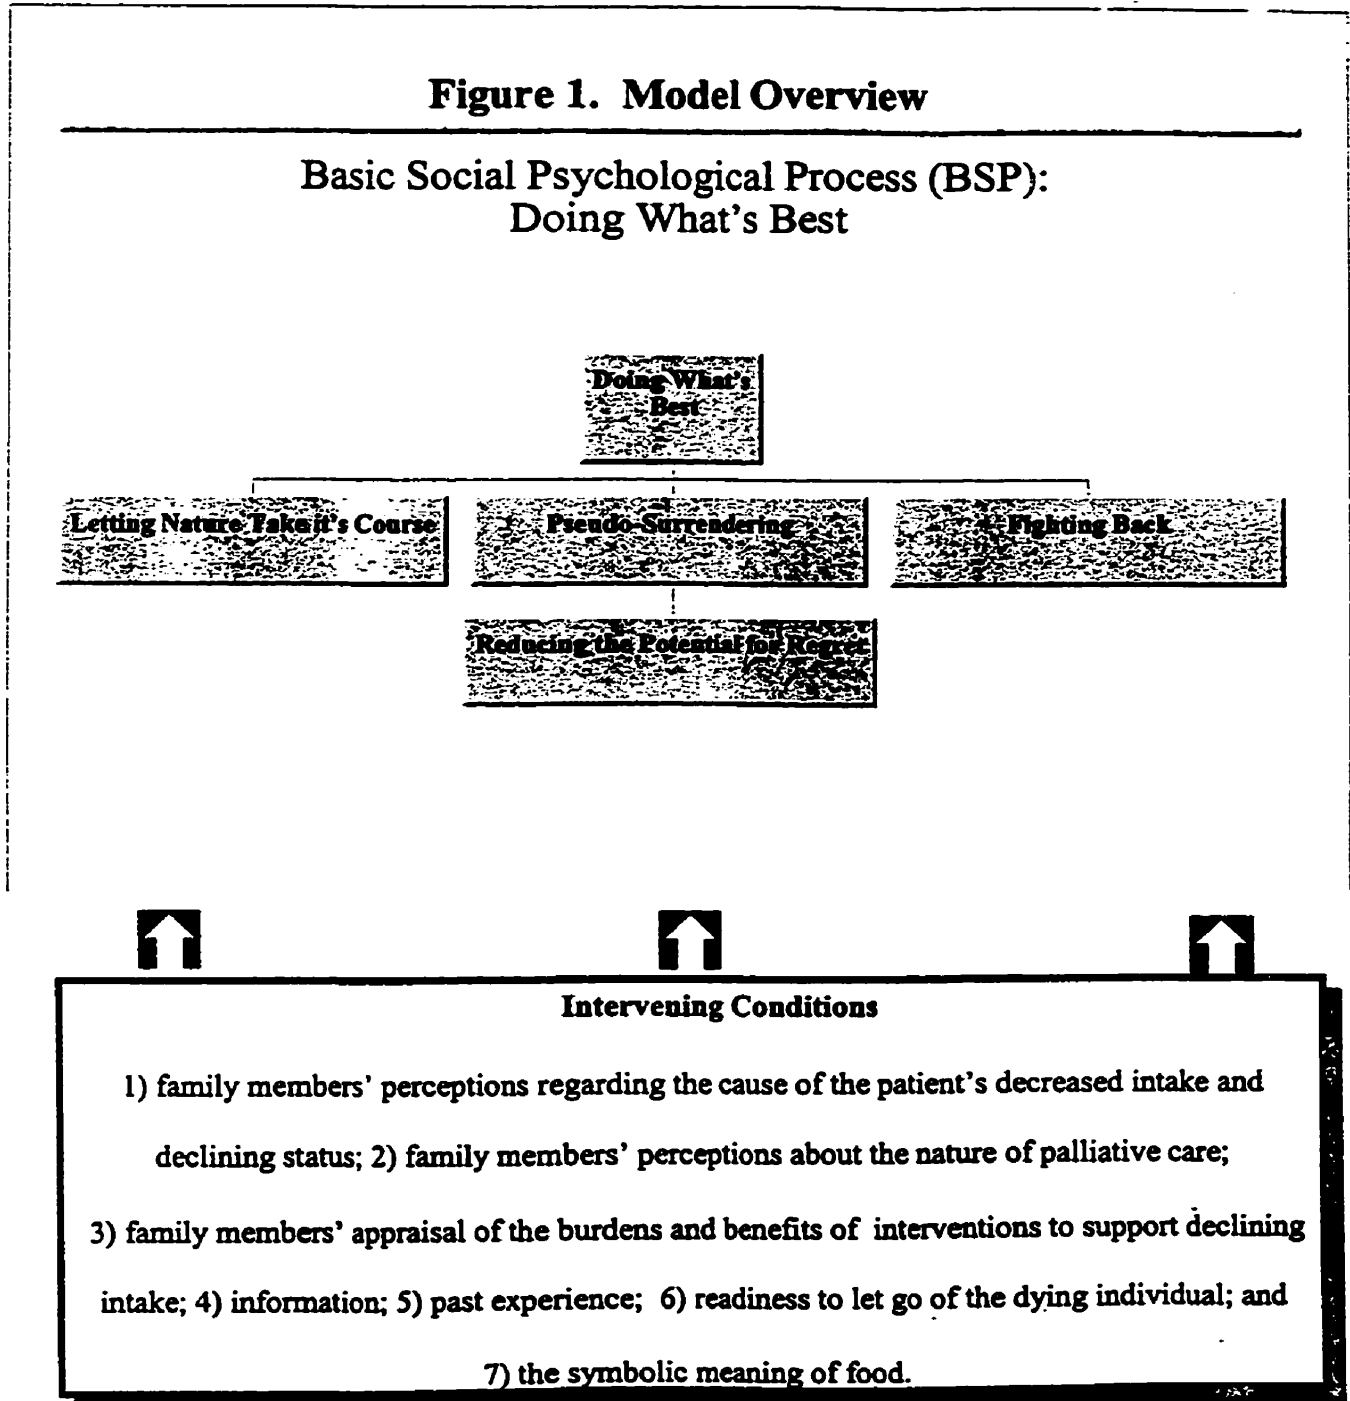 Figure 1. Model Overview
Basic Social Psychological Process (BSP):
Doing What's Best
Doing What's
Best
Letting Nature Take it's Course
Pseudo-Surrendering
Fighting Back
Reducing the Potential for Regret
Intervening Conditions
1) family members' perceptions regarding the cause of the patient's decreased intake and
declining status; 2) family members' perceptions about the nature of palliative care;
3) family members' appraisal of the burdens and benefits of interventions to support declining
intake; 4) information; 5) past experience; 6) readiness to let go of the dying individual; and
7) the symbolic meaning of food.